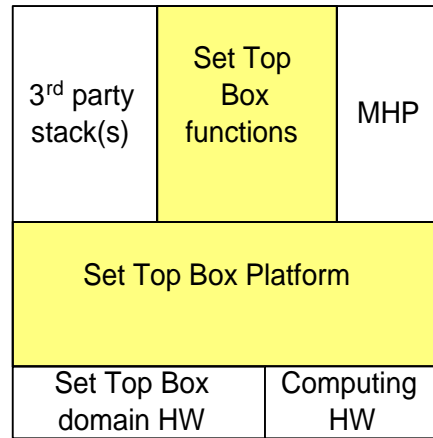 3rd party
stack(s)
Set Top
Box
functions
MHP
Set Top Box Platform
Set Top Box
domain HW
Computing
HW